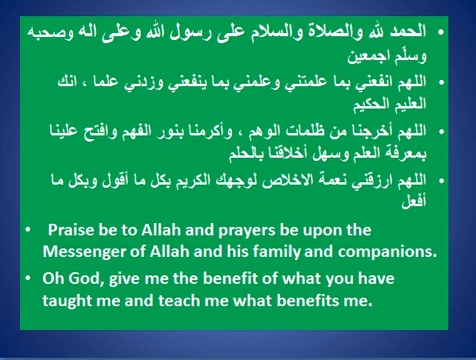 • الحمد لله والصلاة والسلام على رسول الله وعلى اله وصحبه
وسلّم اجمعين
• اللهم انفعني بما علمتني وعلمني بما ينفعني وزدني علما ، انك
العليم الحكيم
• اللهم أخرجنا من ظلمات الوهم ، وأكرمنا بنور الفهم وافتح علينا
بمعرفة العلم وسهل أخلاقنا بالحلم
• اللهم ارزقني نعمة الاخلاص لوجهك الكريم بكل ما أقول وبكل ما
أفعل
• Praise be to Allah and prayers be upon the
Messenger of Allah and his family and companions.
• Oh God, give me the benefit of what you have
taught me and teach me what benefits me.